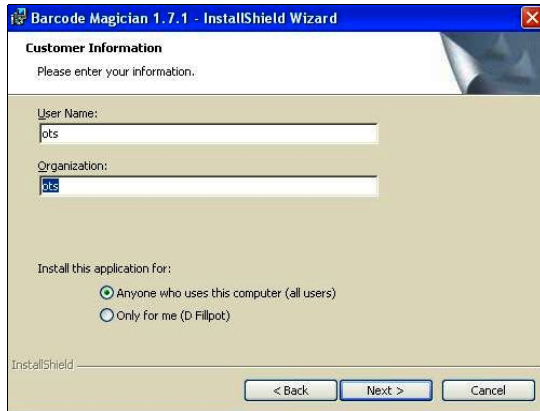 Barcode Magician 1.7.1 - InstallShield Wizard
Customer Information
Please enter your information.
User Name:
ots
Organization:
ots
Install this application for:
Anyone who uses this computer (all users)
Only for me (D Fillpot)
InstallShield
< Back Next > Cancel